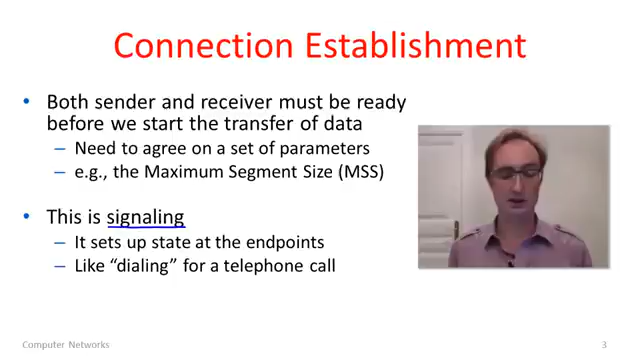 Connection Establishment
• Both sender and receiver must be ready
before we start the transfer of data
– Need to agree on a set of parameters
– e.g., the Maximum Segment Size (MSS)
• This is signaling
– It sets up state at the endpoints
– Like “dialing” for a telephone call
Computer Networks
3